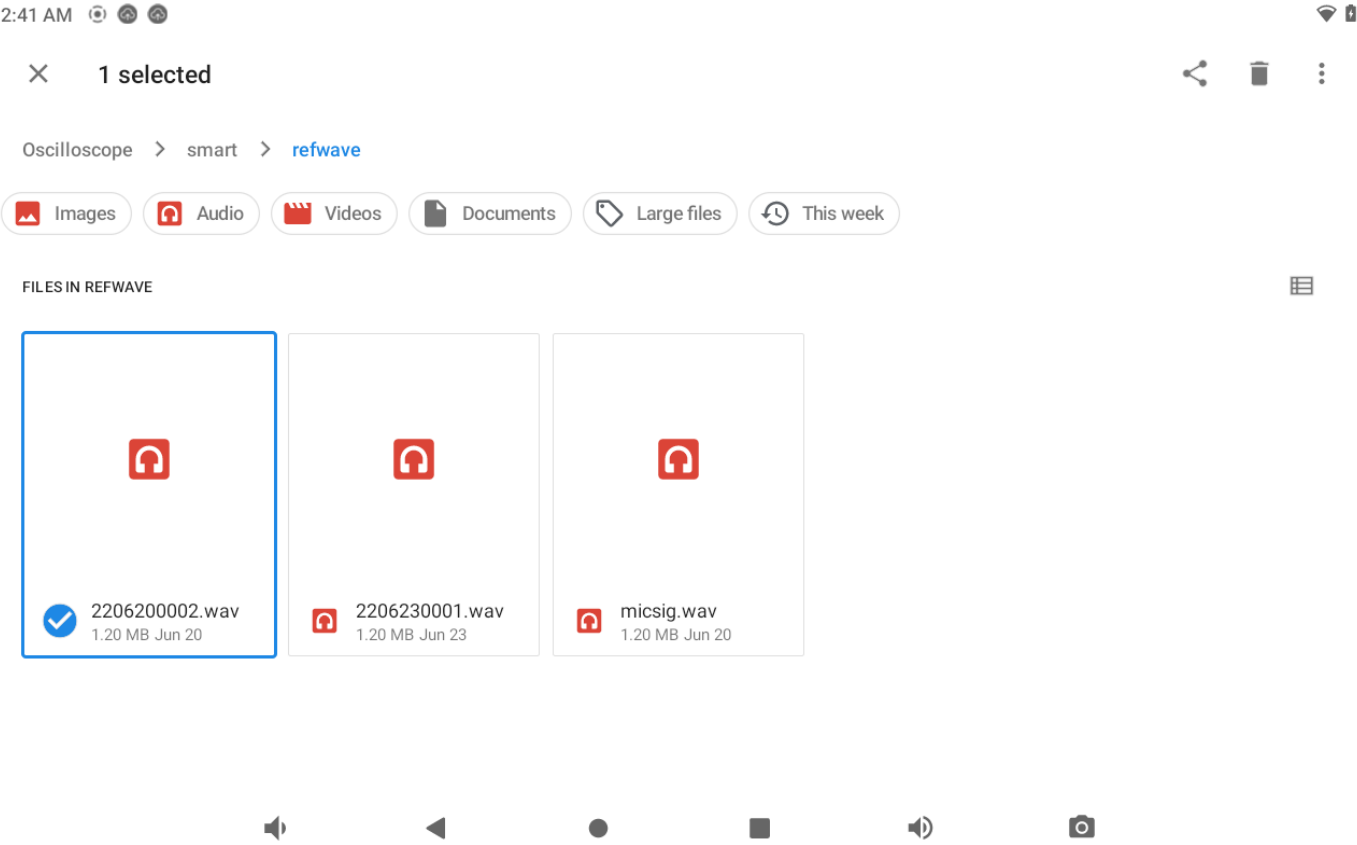 2:41 AM
1 selected
Oscilloscope > smart > refwave
Images Audio Videos Documents Large files This week
FILES IN REFWAVE
2206200002.wav 2206230001.wav micsig.wav
1.20 MB Jun 20 1.20 MB Jun 23 1.20 MB Jun 20